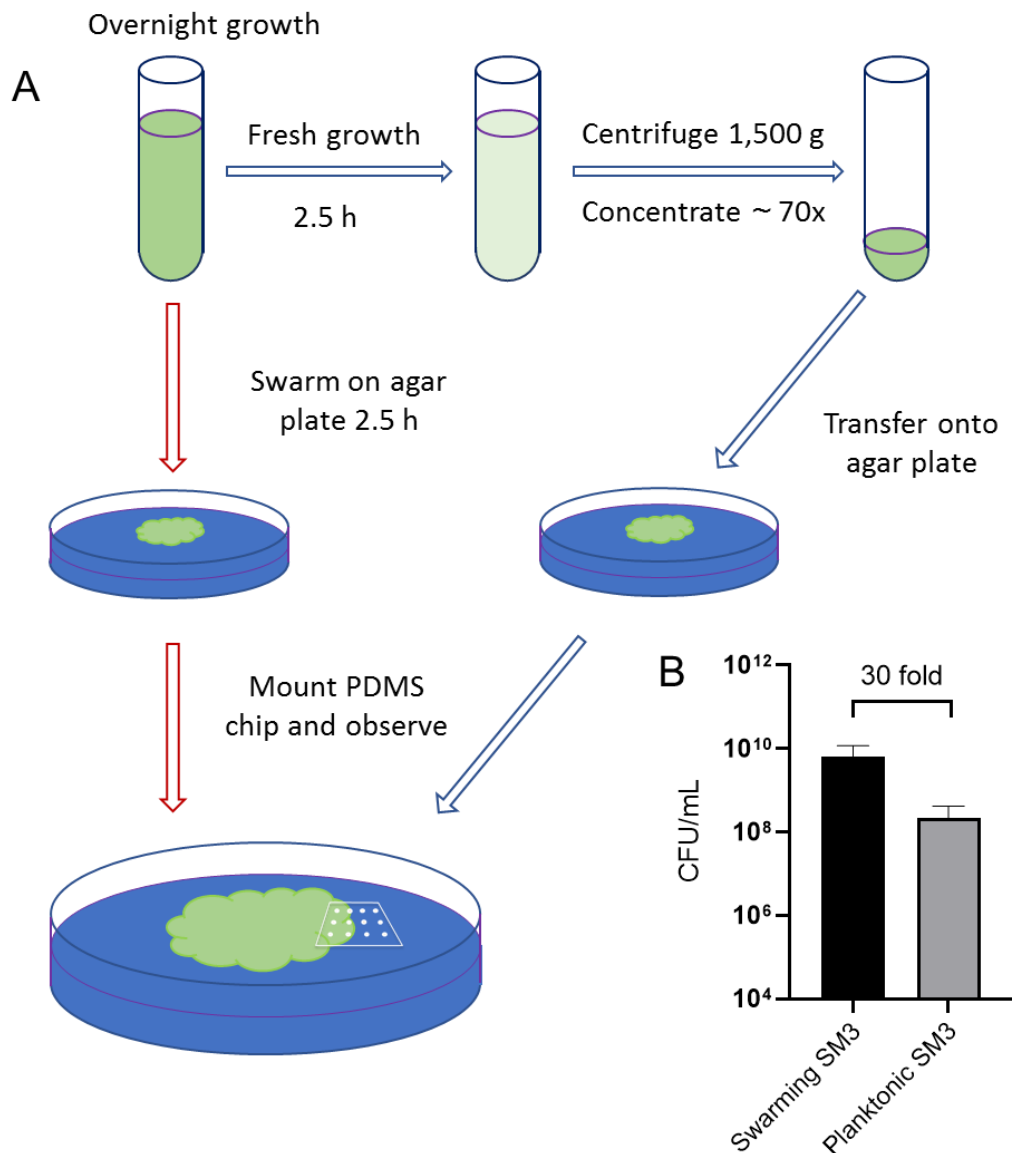 Overnight growth
A
Fresh growth
2.5 h
Centrifuge 1,500 g
Concentrate ~ 70x
Swarm on agar
plate 2.5 h
Transfer onto
agar plate
Mount PDMS
chip and observe
B
30 fold
CFU/mL
10¹²
10¹⁰
10⁸
10⁶
10⁴
Swarming SM3
Planktonic SM3